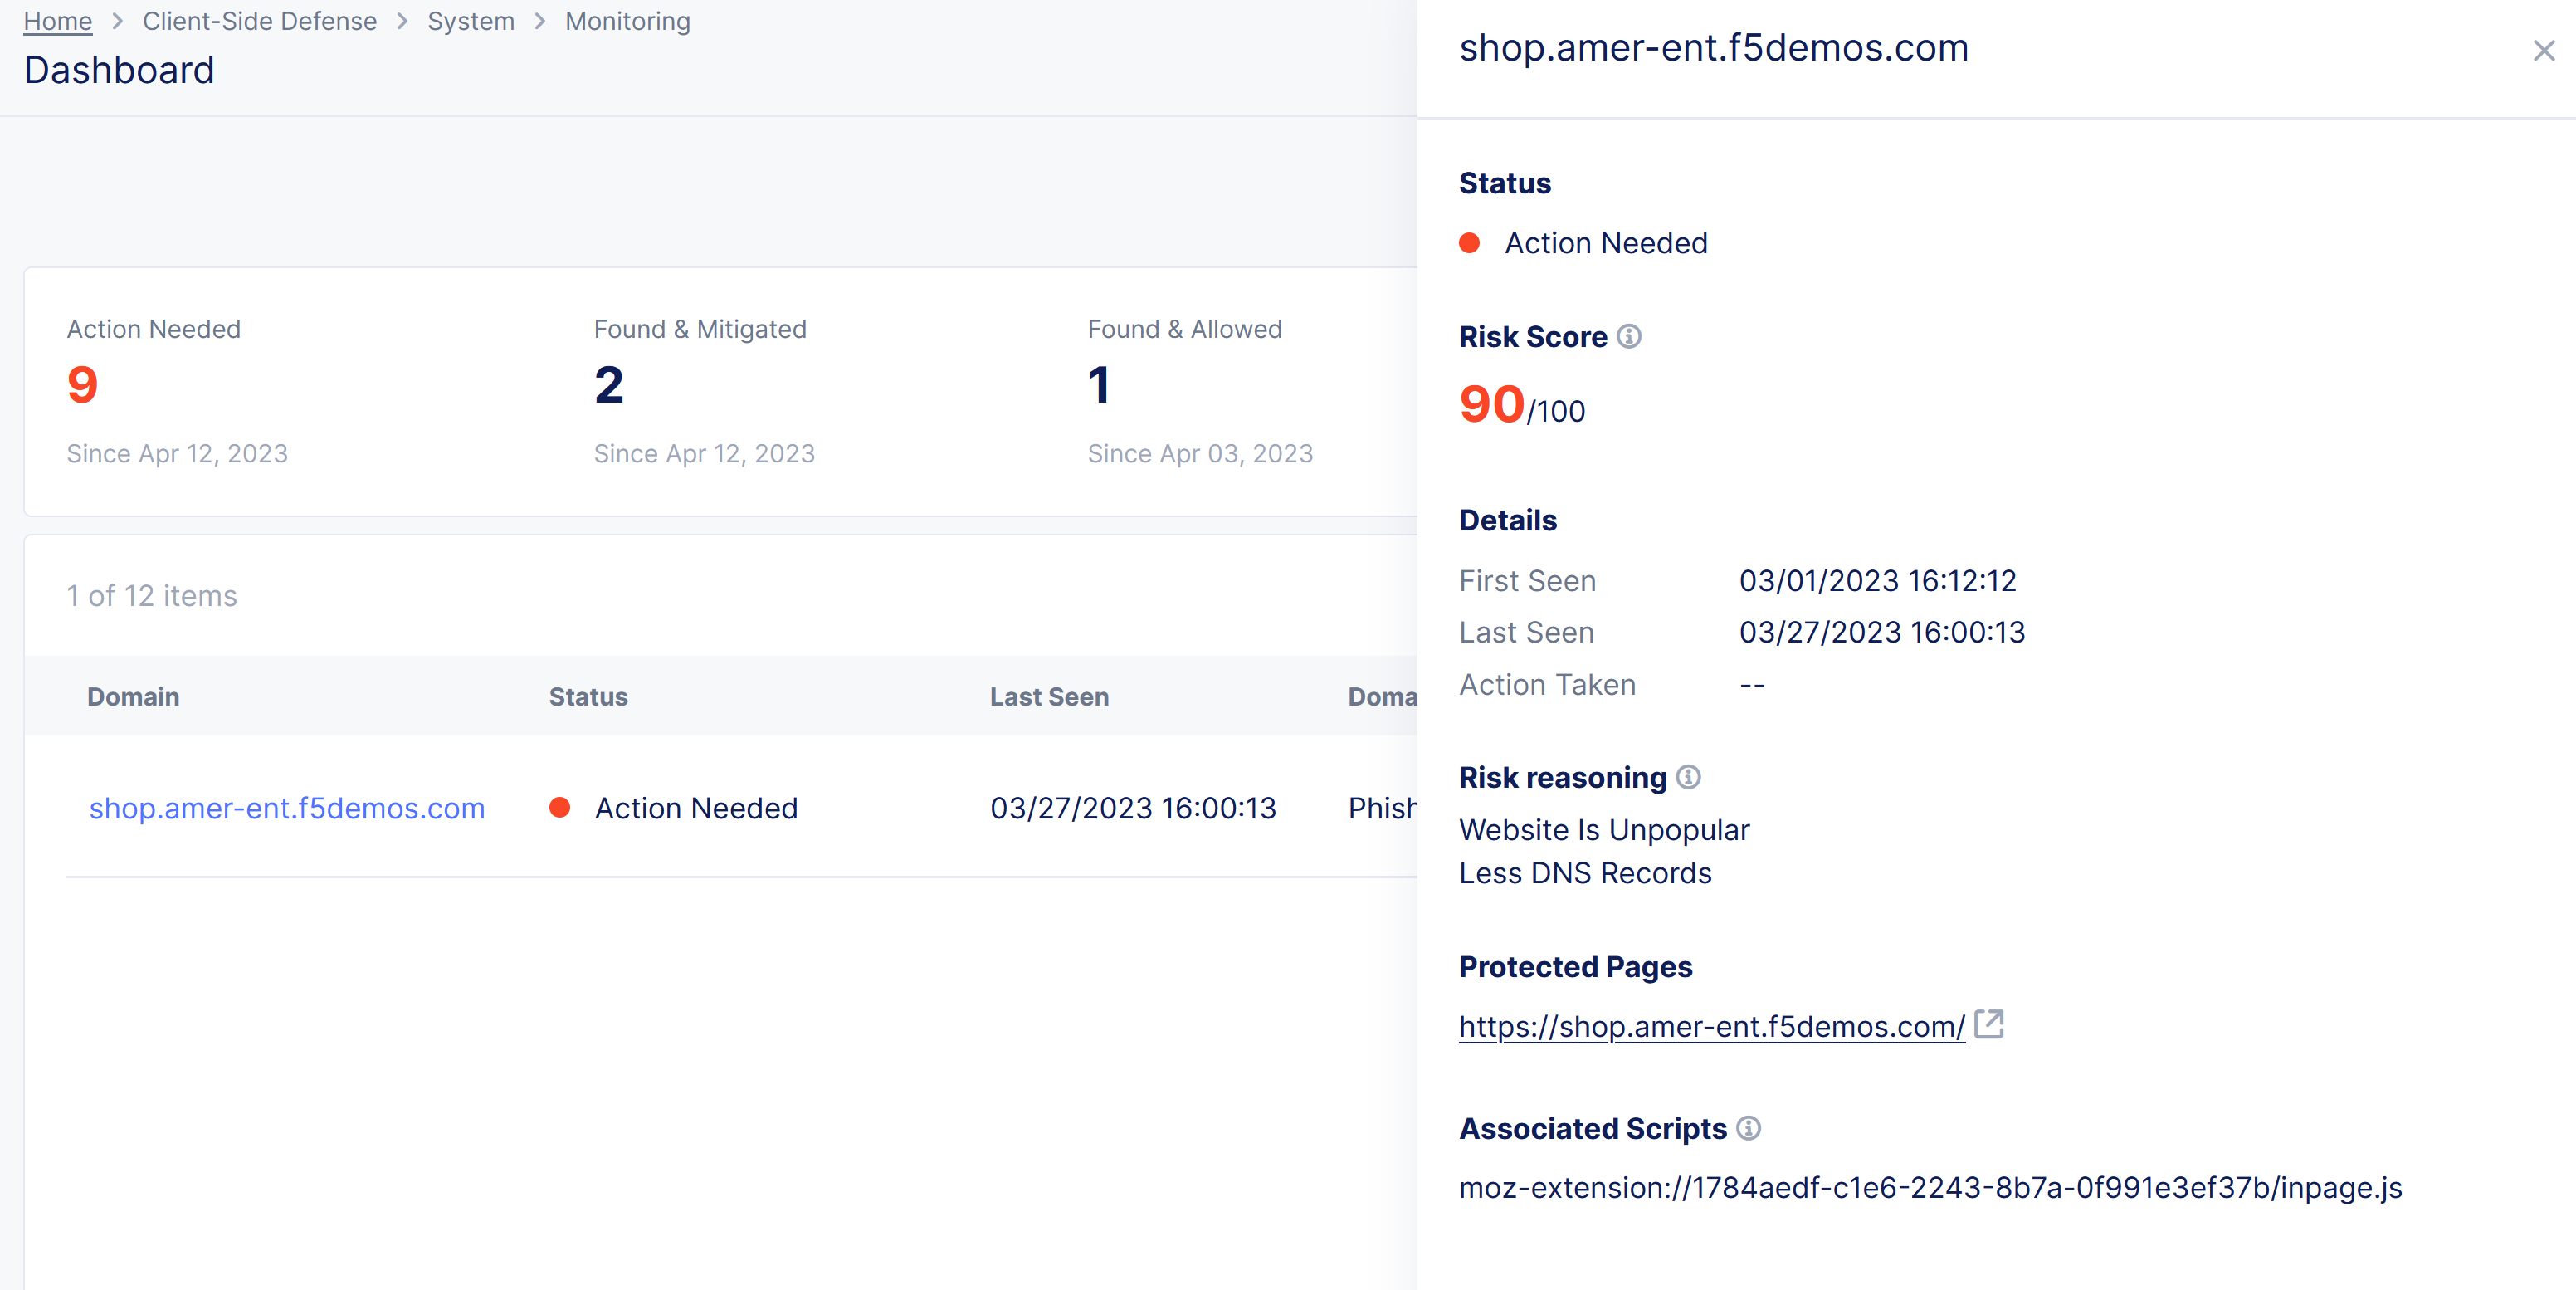 Home > Client-Side Defense > System > Monitoring
Dashboard
Action Needed
9
Since Apr 12, 2023
Found & Mitigated
2
Since Apr 12, 2023
Found & Allowed
1
Since Apr 03, 2023
1 of 12 items
Domain Status Last Seen Doma
shop.amer-ent.f5demos.com Action Needed 03/27/2023 16:00:13 Phish
shop.amer-ent.f5demos.com
Status
Action Needed
Risk Score
90/100
Details
First Seen 03/01/2023 16:12:12
Last Seen 03/27/2023 16:00:13
Action Taken --
Risk reasoning
Website Is Unpopular
Less DNS Records
Protected Pages
https://shop.amer-ent.f5demos.com/
Associated Scripts
moz-extension://1784aedf-c1e6-2243-8b7a-0f991e3ef37b/inpage.js